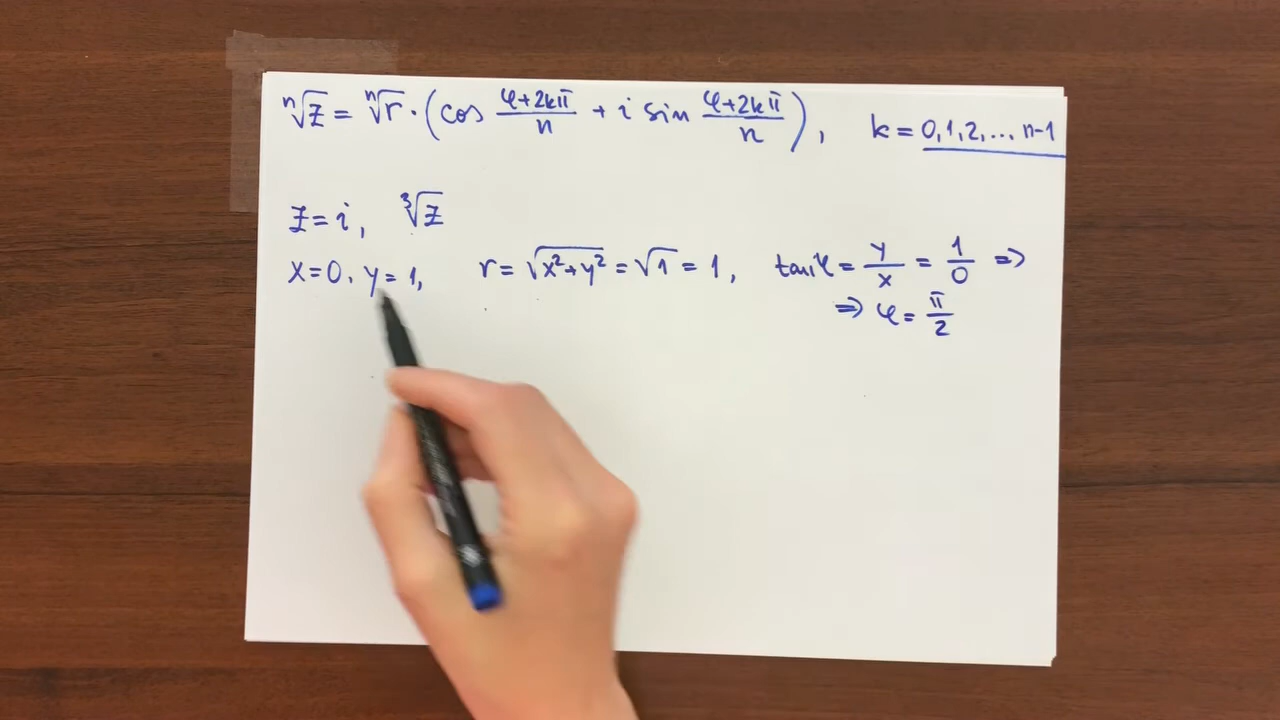 ⁿ√z = ⁿ√r · (cos (φ+2kπ)/n + i sin (φ+2kπ)/n), k = 0,1,2,... n-1
z = i, ³√z
x=0, y=1, r = √(x²+y²) = √1 = 1, tan φ = y/x = 1/0 ⇒
⇒ φ = π/2